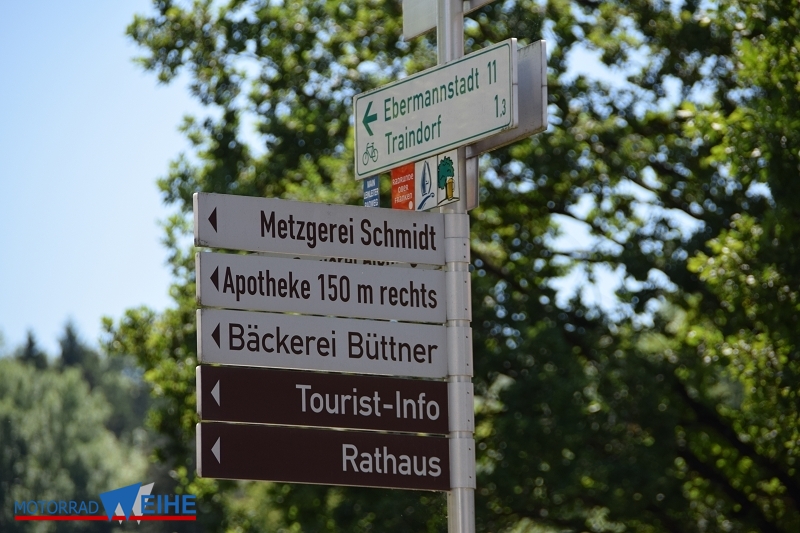 Ebermannstadt 11
Traindorf 1,3
Metzgerei Schmidt
Apotheke 150 m rechts
Bäckerei Büttner
Tourist-Info
Rathaus
MOTORRAD WEIHE